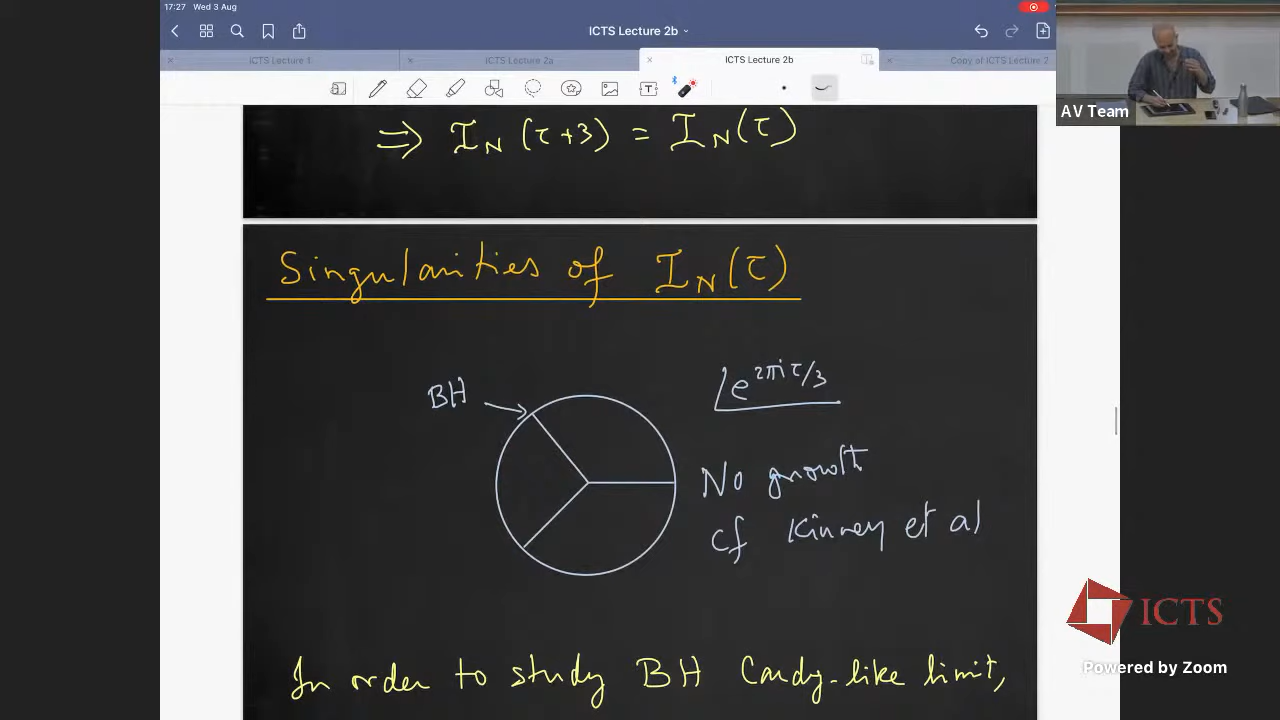 17:27 Wed 3 Aug
ICTS Lecture 2b
ICTS Lecture 1
ICTS Lecture 2a
ICTS Lecture 2b
Copy of ICTS Lecture 2
AV Team
⇒ I_N (τ+3) = I_N (τ)
Singularities of I_N (τ)
BH
e^{2πiτ/3}
No growth
cf Kinney et al
In order to study BH Cardy-like limit,
ICTS
Powered by Zoom